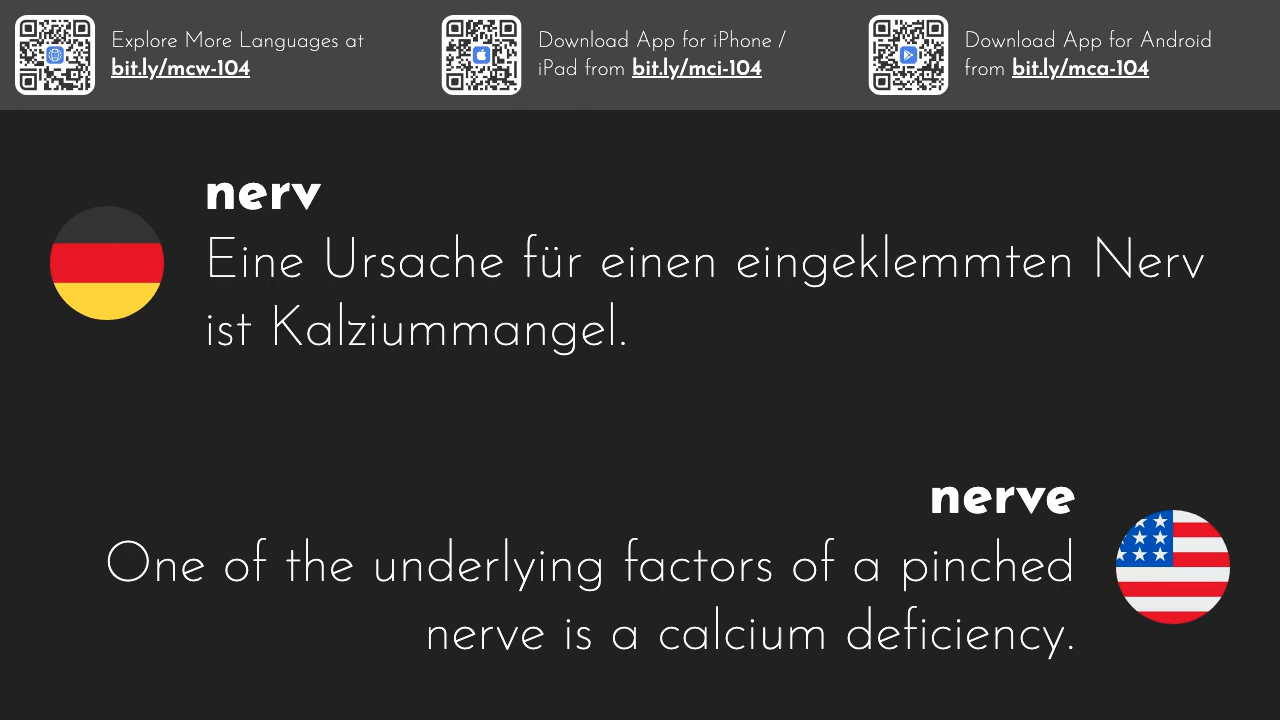 Explore More Languages at
bit.ly/mcw-104
Download App for iPhone /
iPad from bit.ly/mci-104
Download App for Android
from bit.ly/mca-104
nerv
Eine Ursache für einen eingeklemmten Nerv
ist Kalziummangel.
nerve
One of the underlying factors of a pinched
nerve is a calcium deficiency.